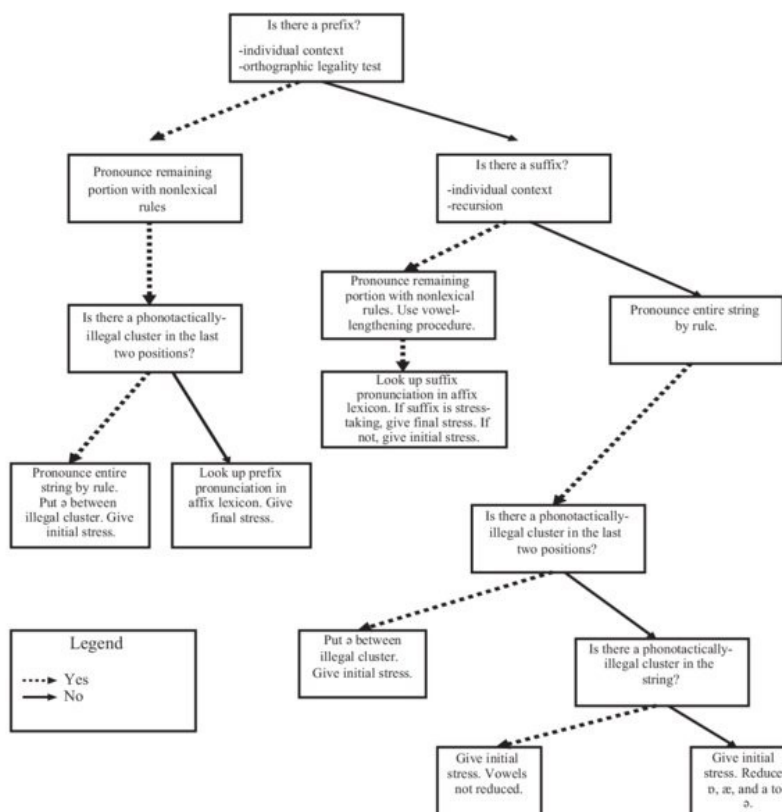 Is there a prefix?
-individual context
-orthographic legality test
Pronounce remaining
portion with nonlexical
rules
Is there a suffix?
-individual context
-recursion
Pronounce remaining
portion with nonlexical
rules. Use vowel-
lengthening procedure.
Pronounce entire string
by rule.
Is there a phonotactically-
illegal cluster in the last
two positions?
Look up suffix
pronunciation in affix
lexicon. If suffix is stress-
taking, give final stress. If
not, give initial stress.
Pronounce entire
string by rule.
Put ə between
illegal cluster. Give
initial stress.
Look up prefix
pronunciation in
affix lexicon. Give
final stress.
Is there a phonotactically-
illegal cluster in the last
two positions?
Legend
Yes
No
Put ə between
illegal cluster.
Give initial stress.
Is there a phonotactically-
illegal cluster in the
string?
Give initial
stress. Vowels
not reduced.
Give initial
stress. Reduce
ɒ, æ, and a to
ə.